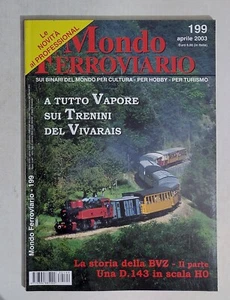 Le NOVITÀ
ai PROFESSIONAL
199
aprile 2003
Mondo
FERROVIARIO
SUI BINARI DEL MONDO PER CULTURA - PER HOBBY - PER TURISMO
A TUTTO VAPORE
SUI TRENINI
DEL VIVARAIS
Mondo Ferroviario - 199
La storia della BVZ - II parte
Una D.143 in scala H0